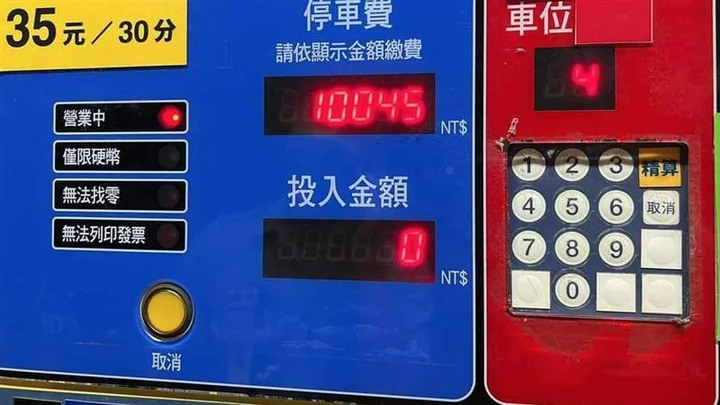 35元／30分
停車費
請依顯示金額繳費
10045
NT$
營業中
僅限硬幣
無法找零
無法列印發票
投入金額
0
NT$
取消
車位
4
1 2 3 精算
4 5 6 取消
7 8 9
0